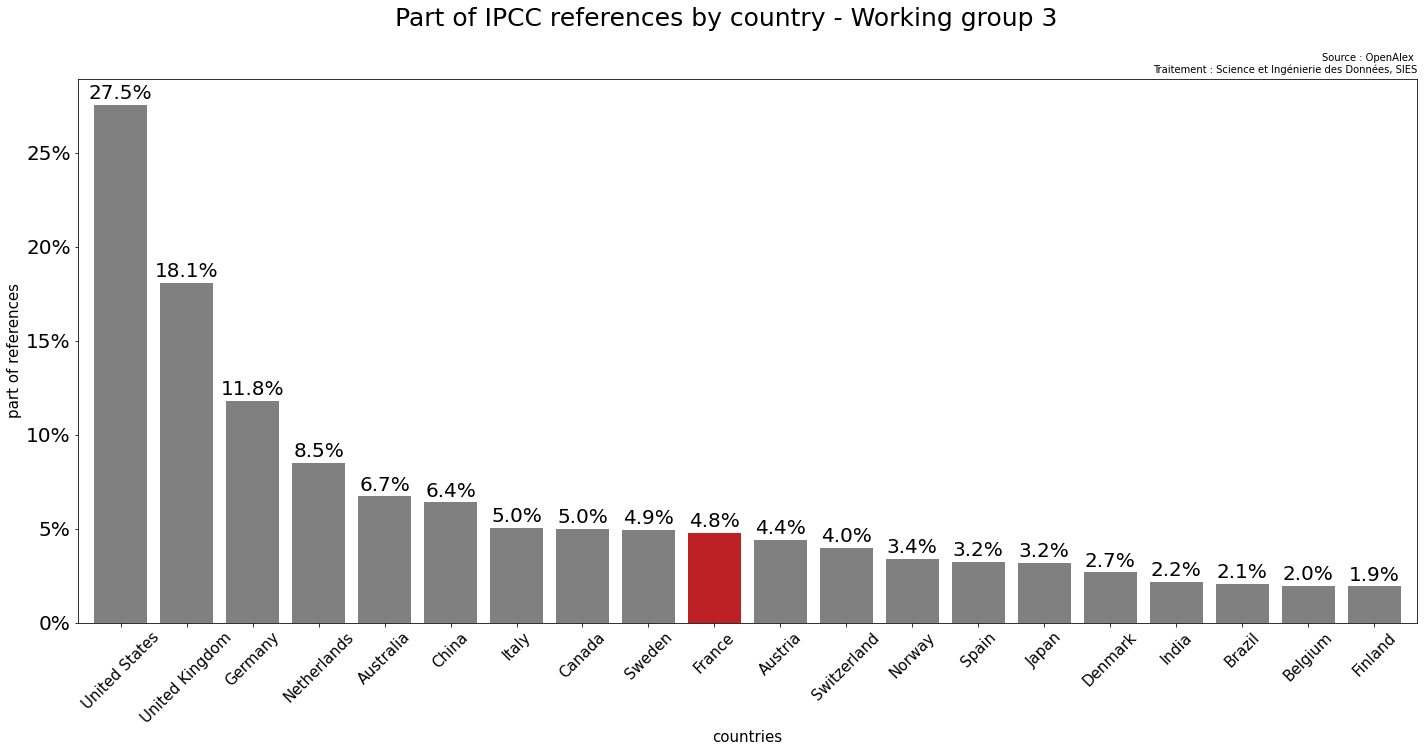 Part of IPCC references by country - Working group 3
Source : OpenAlex
Traitement : Science et Ingénierie des Données, SIES
part of references
25%
20%
15%
10%
5%
0%
27.5%
18.1%
11.8%
8.5%
6.7%
6.4%
5.0%
5.0%
4.9%
4.8%
4.4%
4.0%
3.4%
3.2%
3.2%
2.7%
2.2%
2.1%
2.0%
1.9%
United States
United Kingdom
Germany
Netherlands
Australia
China
Italy
Canada
Sweden
France
Austria
Switzerland
Norway
Spain
Japan
Denmark
India
Brazil
Belgium
Finland
countries